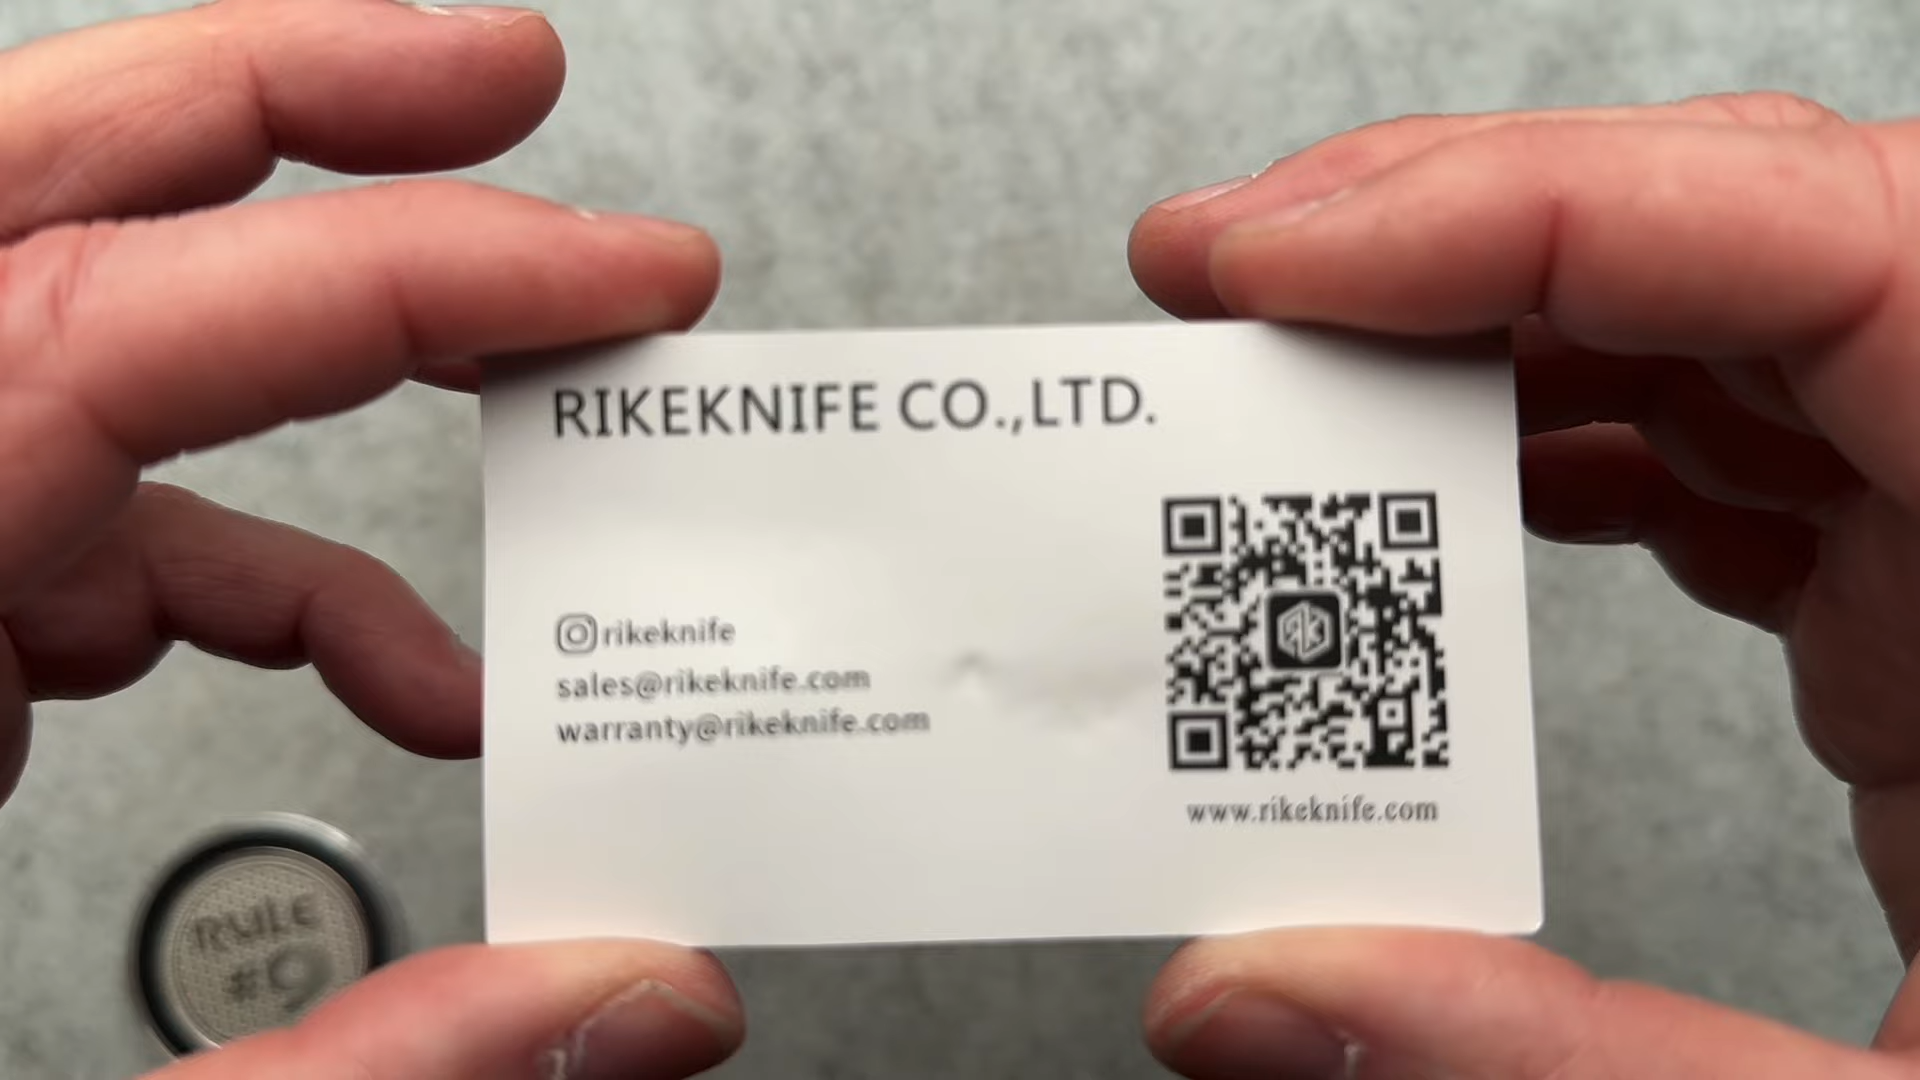 RIKEKNIFE CO.,LTD.
rikeknife
sales@rikeknife.com
warranty@rikeknife.com
www.rikeknife.com
RULE
#9